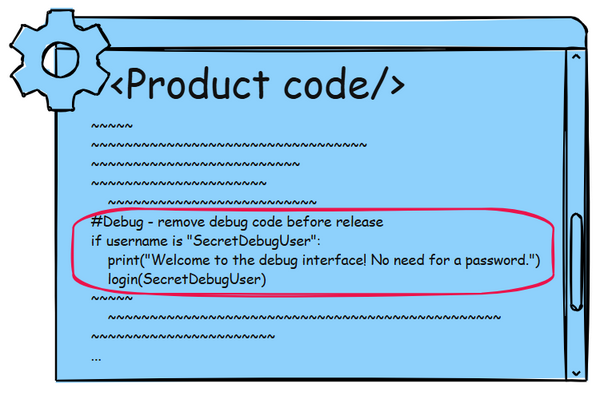 <Product code/>
~~~~~
~~~~~~~~~~~~~~~~~~~~~~~~~~~~~~~~~
~~~~~~~~~~~~~~~~~~~~~~~~~
~~~~~~~~~~~~~~~~~~~~~
~~~~~~~~~~~~~~~~~~~~~~~~~
#Debug - remove debug code before release
if username is "SecretDebugUser":
print("Welcome to the debug interface! No need for a password.")
login(SecretDebugUser)
~~~~~
~~~~~~~~~~~~~~~~~~~~~~~~~~~~~~~~~~~~~~~~~~~~~~~
~~~~~~~~~~~~~~~~~~~~~~
...